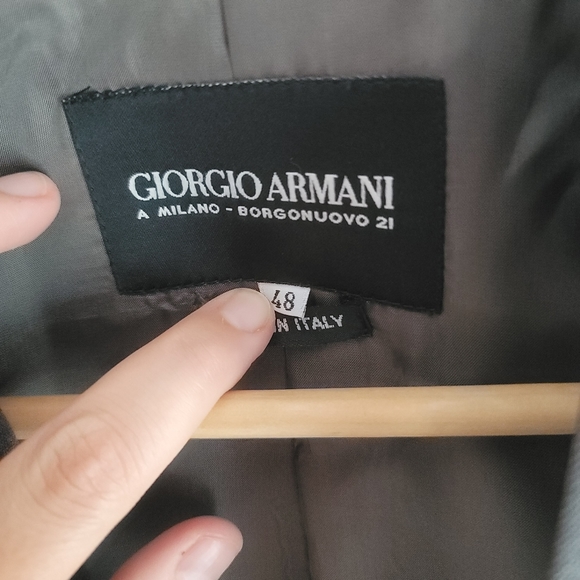 GIORGIO ARMANI
A MILANO - BORGONUOVO 21
48
IN ITALY